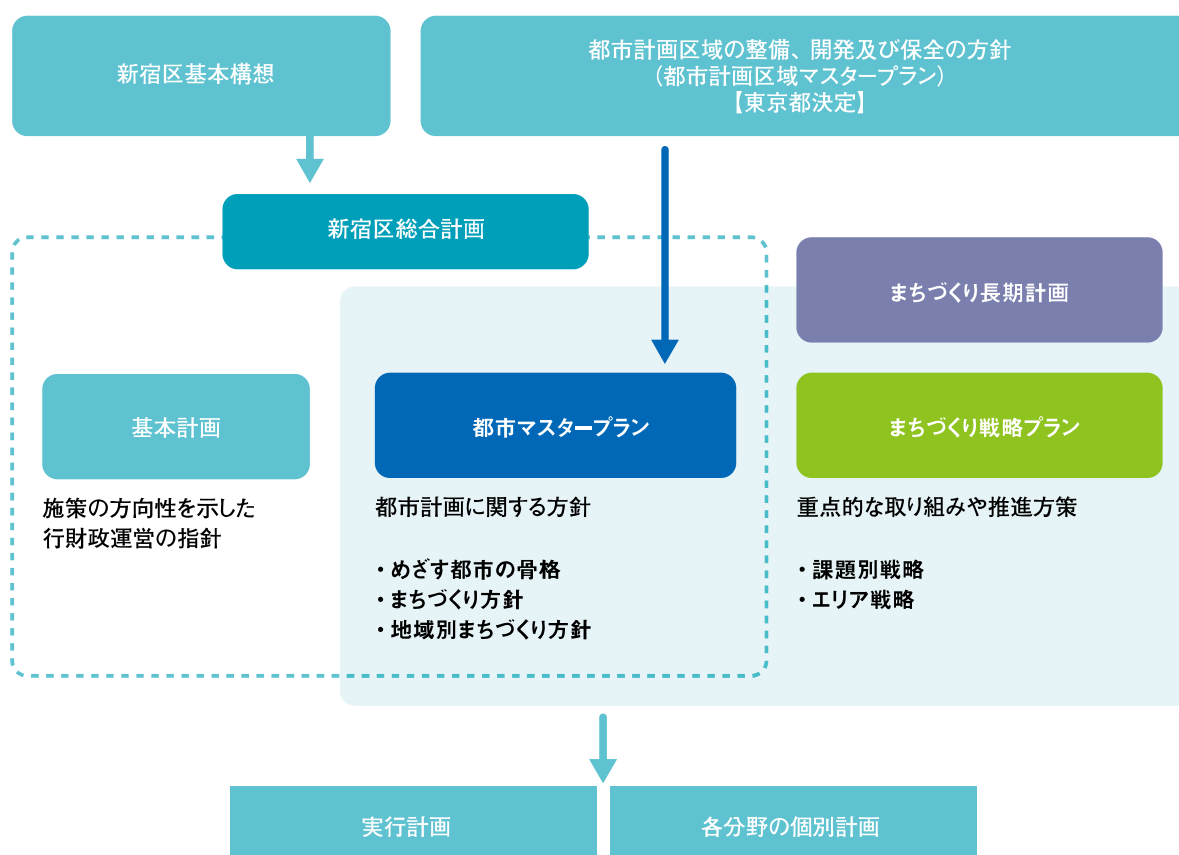 新宿区基本構想
都市計画区域の整備、開発及び保全の方針
(都市計画区域マスタープラン)
【東京都決定】
新宿区総合計画
まちづくり長期計画
基本計画
施策の方向性を示した
行財政運営の指針
都市マスタープラン
都市計画に関する方針
・めざす都市の骨格
・まちづくり方針
・地域別まちづくり方針
まちづくり戦略プラン
重点的な取り組みや推進方策
・課題別戦略
・エリア戦略
実行計画
各分野の個別計画